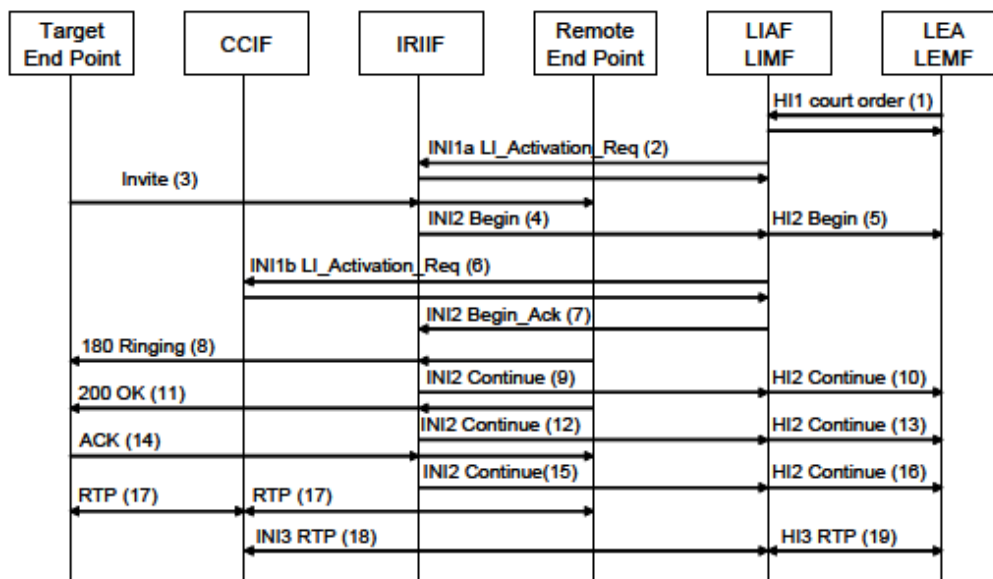 Target
End Point
CCIF
IRIIF
Remote
End Point
LIAF
LIMF
LEA
LEMF
HI1 court order (1)
INI1a LI_Activation_Req (2)
Invite (3)
INI2 Begin (4)
HI2 Begin (5)
INI1b LI_Activation_Req (6)
INI2 Begin_Ack (7)
180 Ringing (8)
INI2 Continue (9)
HI2 Continue (10)
200 OK (11)
INI2 Continue (12)
HI2 Continue (13)
ACK (14)
INI2 Continue(15)
HI2 Continue (16)
RTP (17)
RTP (17)
INI3 RTP (18)
HI3 RTP (19)